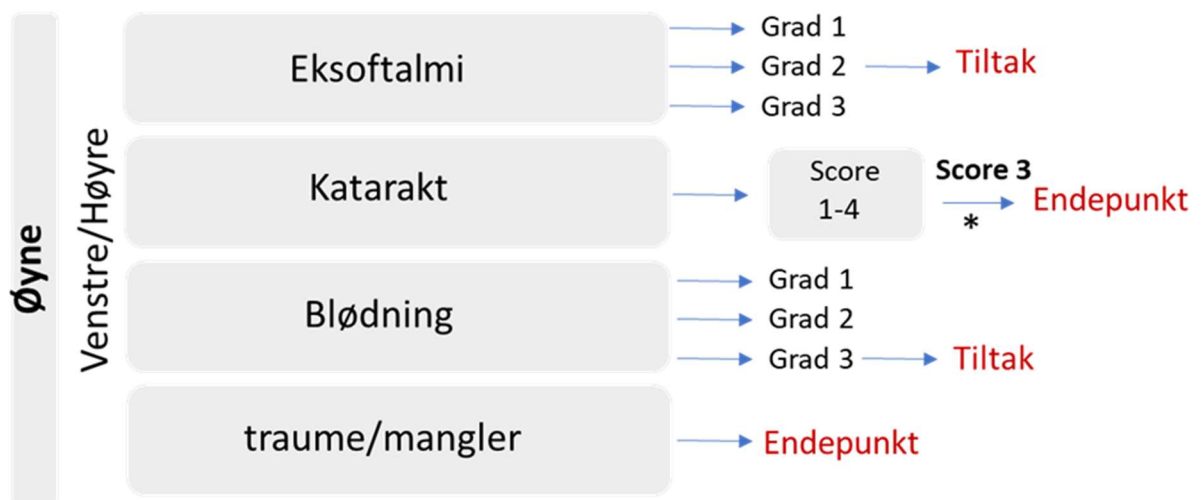 Øyne
Venstre/Høyre
Eksoftalmi
Grad 1
Grad 2
Tiltak
Grad 3
Katarakt
Score
1-4
Score 3
*
Endepunkt
Blødning
Grad 1
Grad 2
Grad 3
Tiltak
traume/mangler
Endepunkt